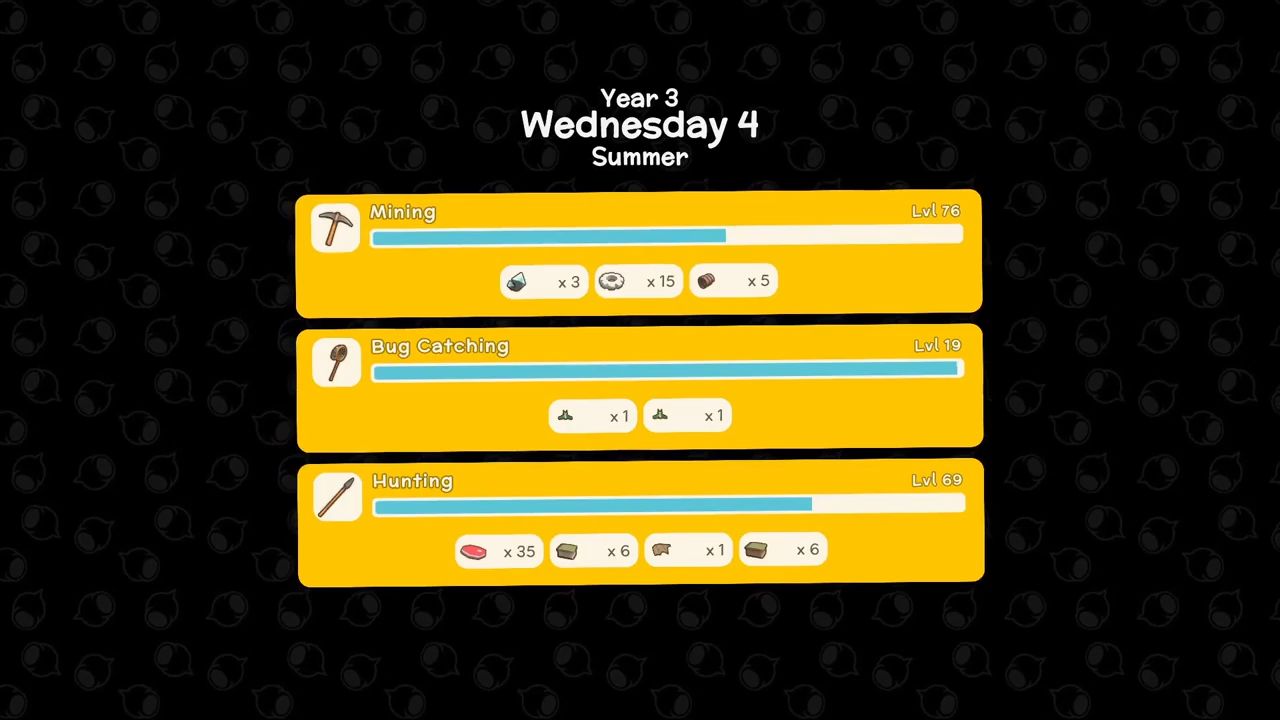 Year 3
Wednesday 4
Summer
Mining
Lvl 76
x 3
x 15
x 5
Bug Catching
Lvl 19
x 1
x 1
Hunting
Lvl 69
x 35
x 6
x 1
x 6